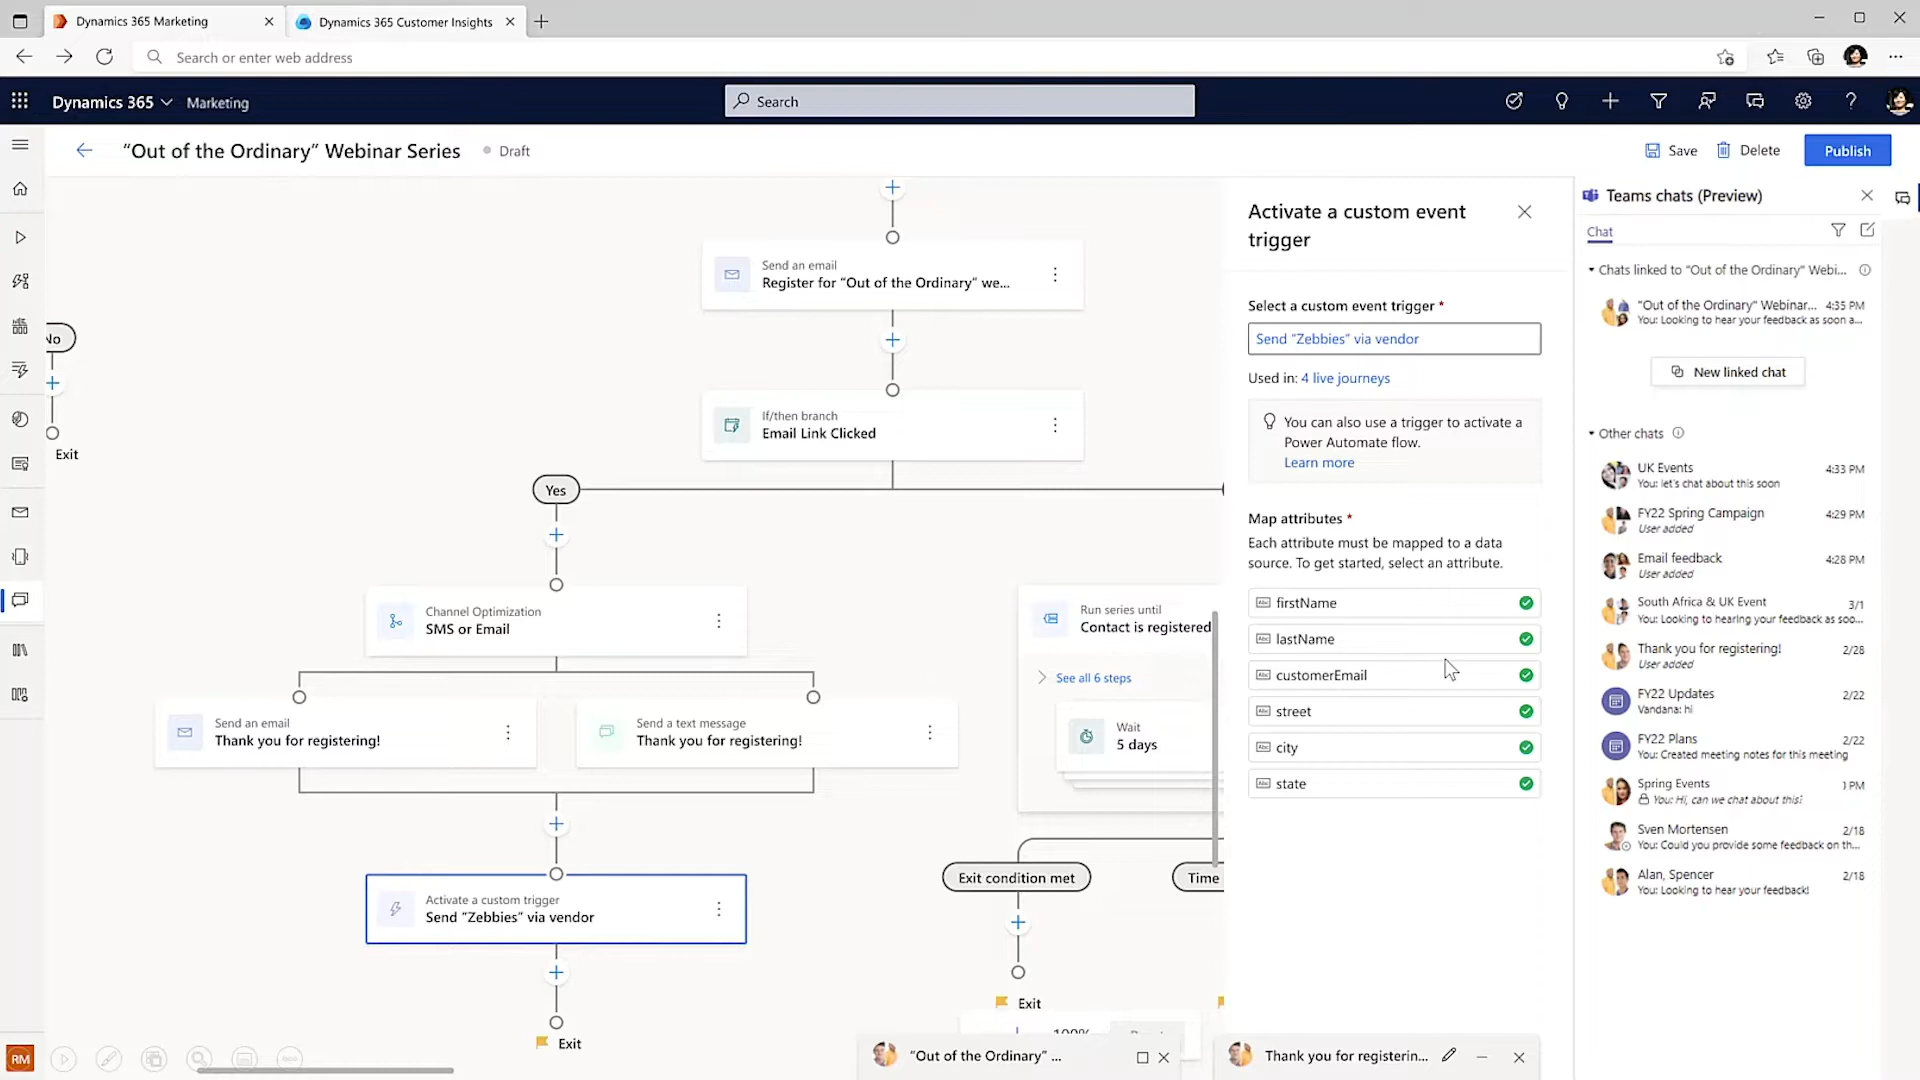 Dynamics 365 Marketing
Dynamics 365 Customer Insights
Search or enter web address
Dynamics 365
Marketing
Search
"Out of the Ordinary" Webinar Series
Draft
Save
Delete
Publish
No
Exit
Send an email
Register for "Out of the Ordinary" we...
If/then branch
Email Link Clicked
Yes
Channel Optimization
SMS or Email
Send an email
Thank you for registering!
Send a text message
Thank you for registering!
Activate a custom trigger
Send "Zebbies" via vendor
Exit
Run series until
Contact is registered
See all 6 steps
Wait
5 days
Exit condition met
Time
Exit
100%
Activate a custom event
trigger
Select a custom event trigger *
Send "Zebbies" via vendor
Used in: 4 live journeys
You can also use a trigger to activate a
Power Automate flow.
Learn more
Map attributes *
Each attribute must be mapped to a data
source. To get started, select an attribute.
Abc firstName
Abc lastName
Abc customerEmail
Abc street
Abc city
Abc state
Teams chats (Preview)
Chat
Chats linked to "Out of the Ordinary" Webi...
"Out of the Ordinary" Webinar... 4:35 PM
You: Looking to hear your feedback as soon a...
New linked chat
Other chats
UK Events 4:33 PM
You: let's chat about this soon
FY22 Spring Campaign 4:29 PM
User added
Email feedback 4:28 PM
User added
South Africa & UK Event 3/1
You: Looking to hearing your feedback as soo...
Thank you for registering! 2/28
User added
FY22 Updates 2/22
Vandana: hi
FY22 Plans 2/22
You: Created meeting notes for this meeting
Spring Events 1 PM
You: Hi, can we chat about this?
Sven Mortensen 2/18
You: Could you provide some feedback on th...
Alan, Spencer 2/18
You: Looking to hear your feedback!
RM
"Out of the Ordinary" ...
Thank you for registerin...